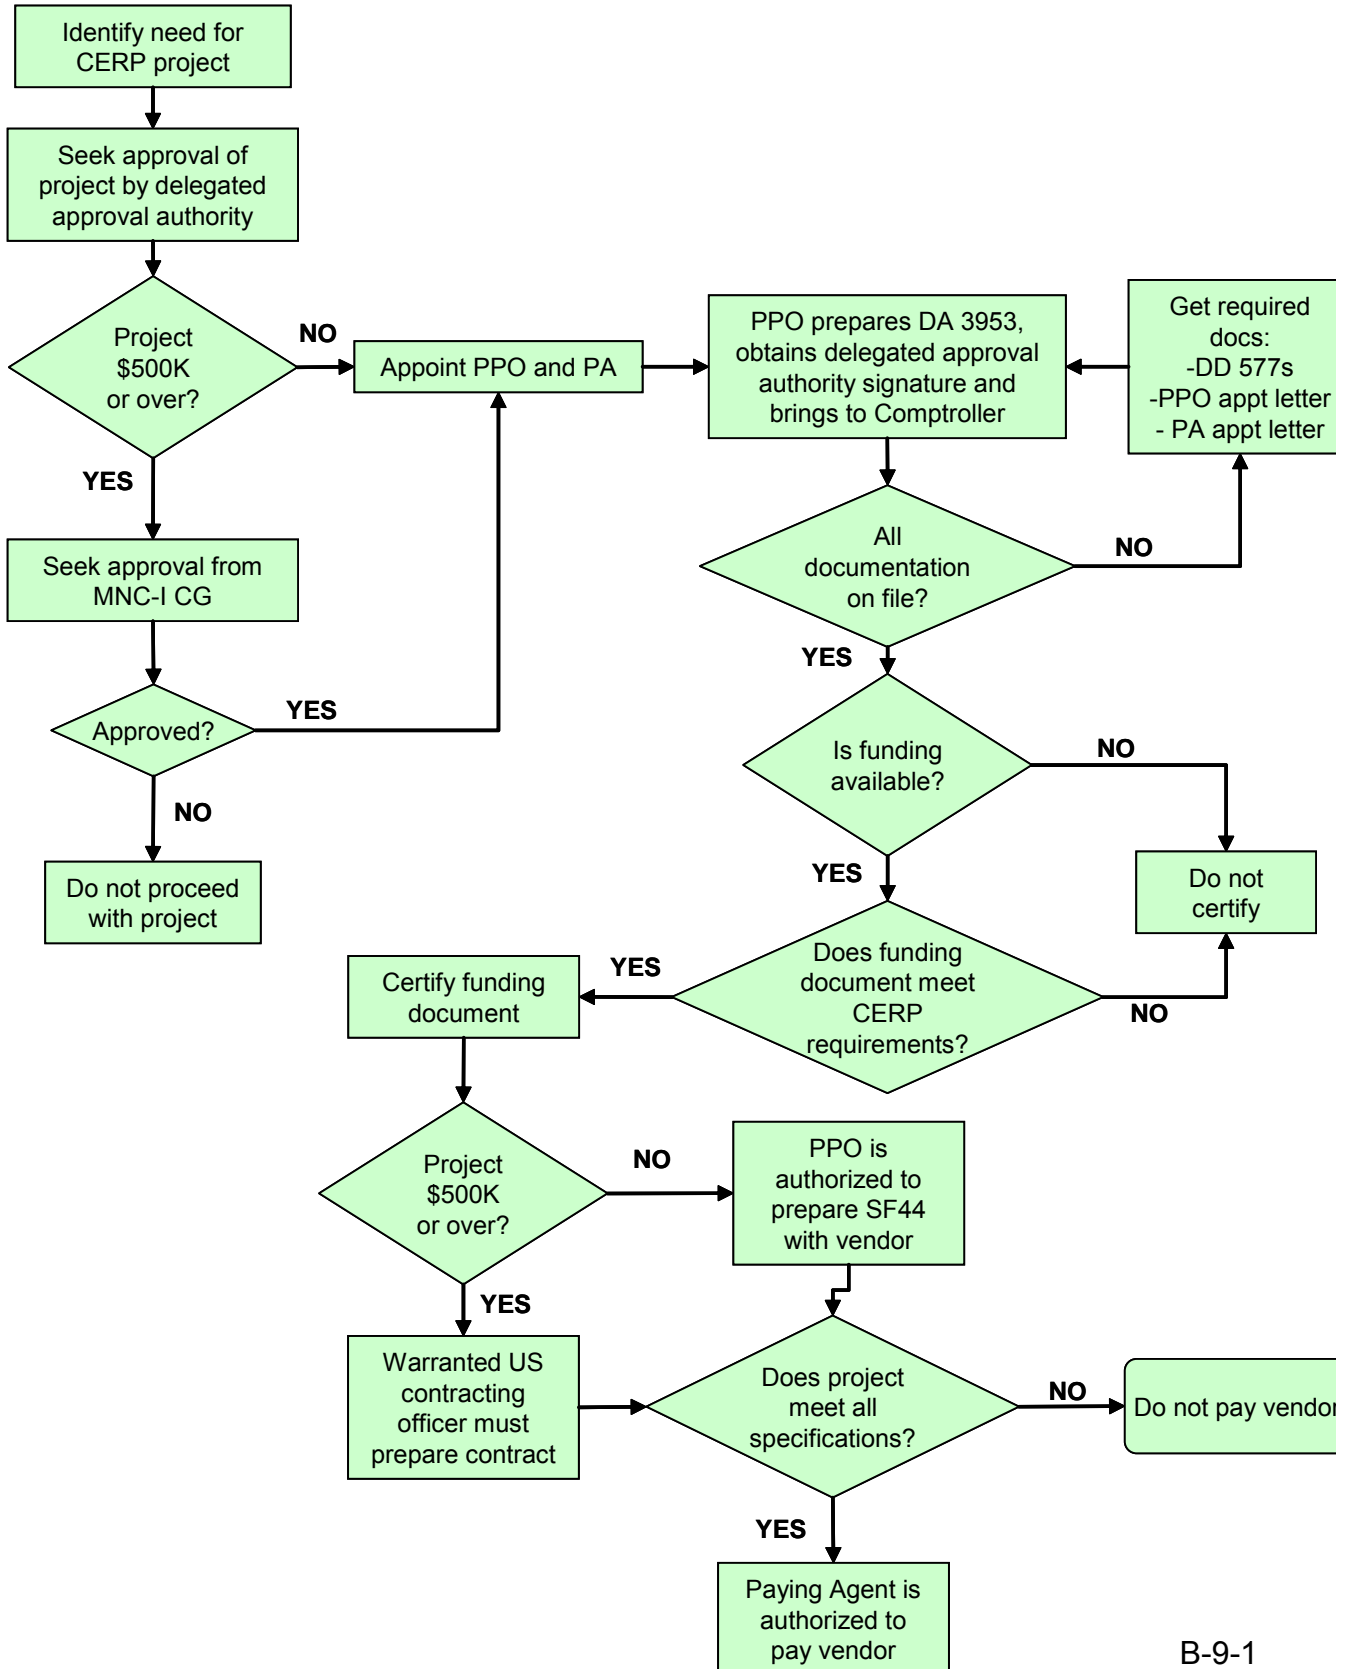 Identify need for
CERP project
Seek approval of
project by delegated
approval authority
Project
$500K
or over?
NO
YES
Appoint PPO and PA
PPO prepares DA 3953,
obtains delegated approval
authority signature and
brings to Comptroller
Get required
docs:
-DD 577s
-PPO appt letter
- PA appt letter
Seek approval from
MNC-I CG
Approved?
YES
NO
Do not proceed
with project
All
documentation
on file?
NO
YES
Is funding
available?
NO
YES
Do not
certify
Does funding
document meet
CERP
requirements?
YES
NO
Certify funding
document
Project
$500K
or over?
NO
YES
PPO is
authorized to
prepare SF44
with vendor
Warranted US
contracting
officer must
prepare contract
Does project
meet all
specifications?
NO
Do not pay vendor
YES
Paying Agent is
authorized to
pay vendor
B-9-1